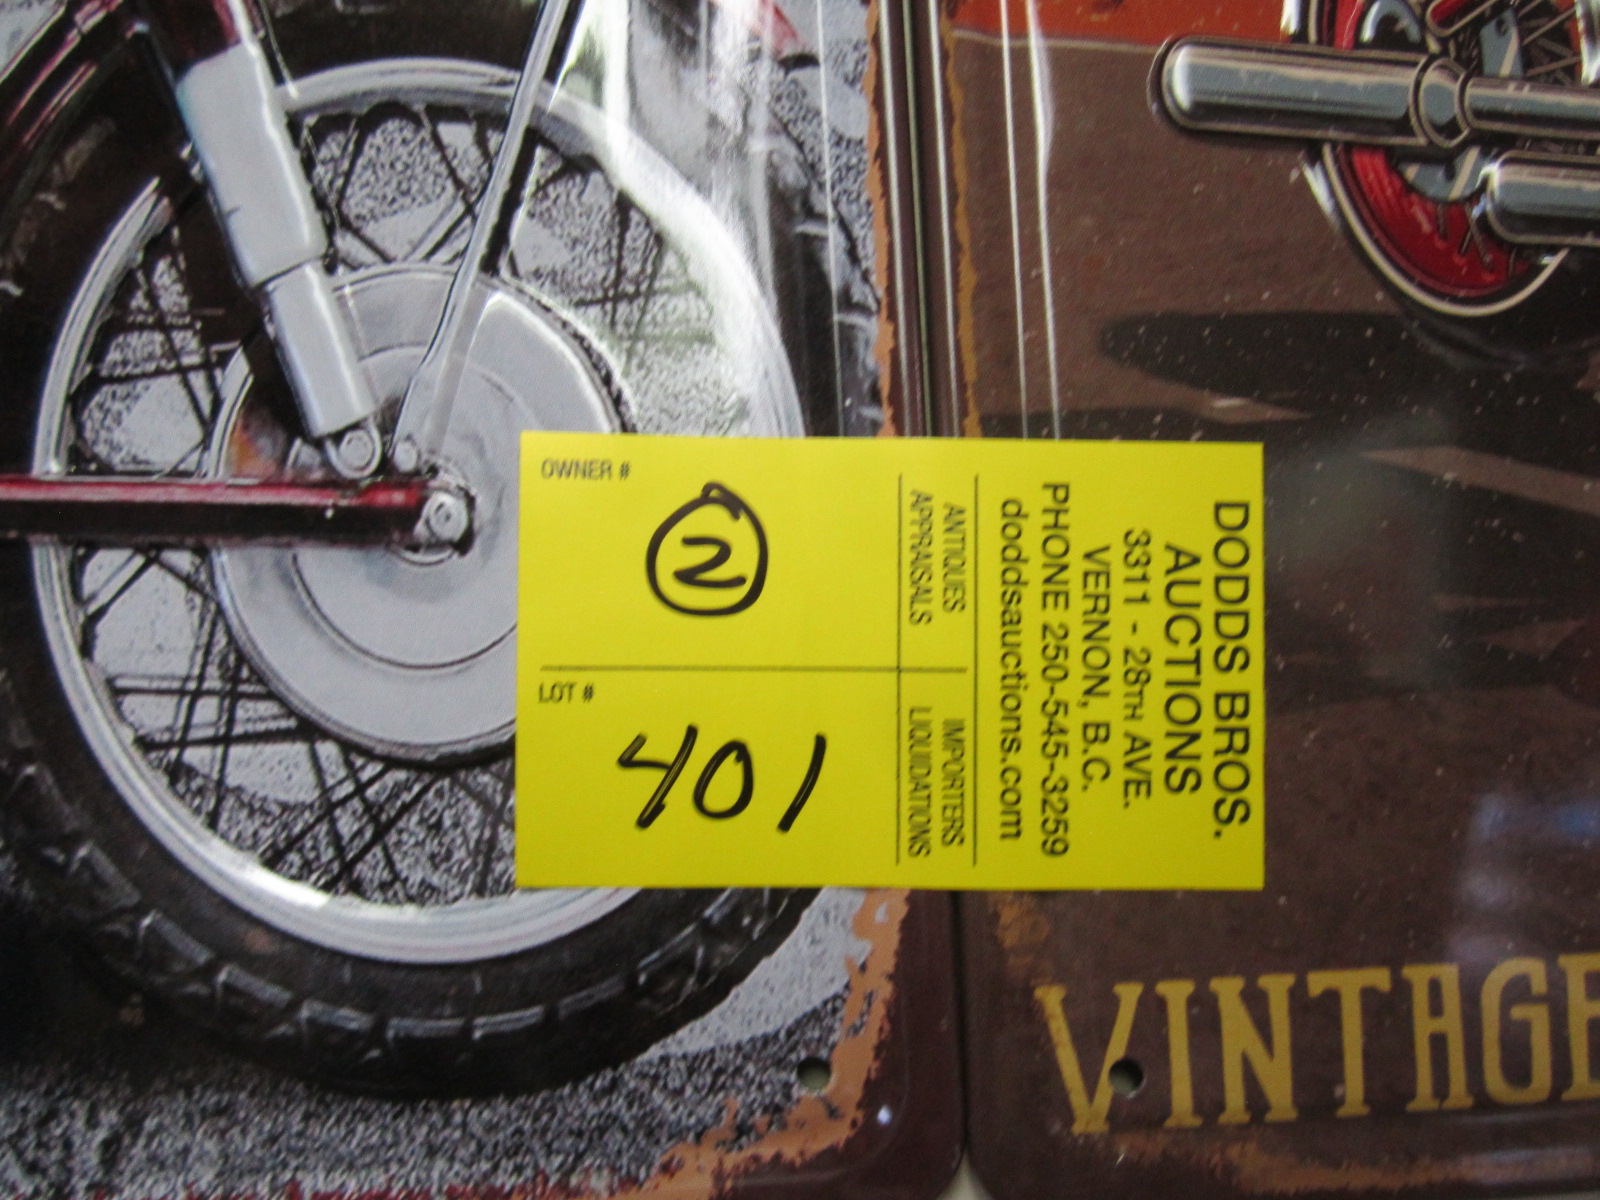 DODDS BROS.
AUCTIONS
3311 - 28TH AVE.
VERNON, B.C.
PHONE 250-545-3259
doddsauctions.com
ANTIQUES IMPORTERS
APPRAISALS LIQUIDATIONS
OWNER #
N
LOT #
401
VINTAGE